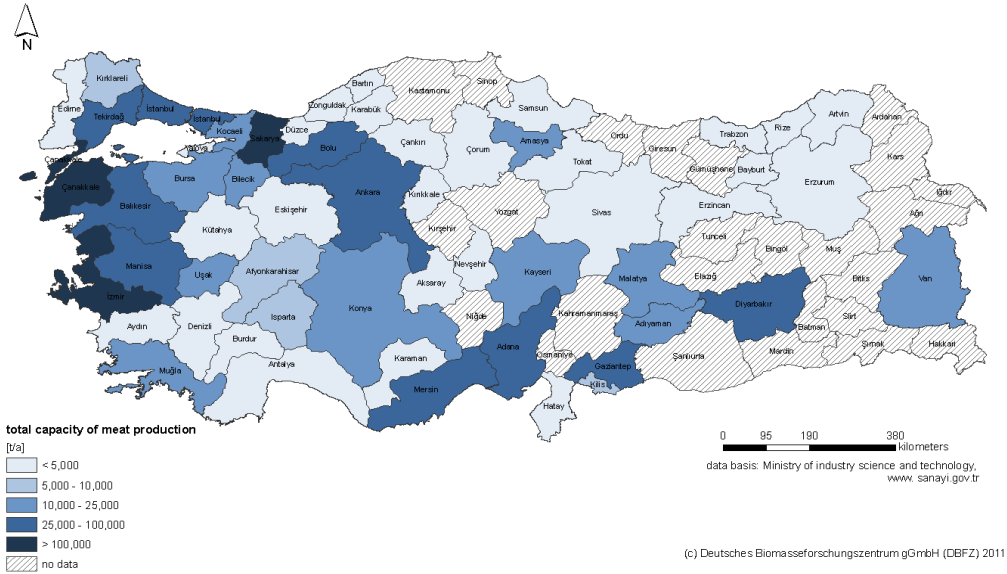 N
Kırklareli
Edirne
Tekirdağ
İstanbul
İstanbul
Kocaeli
Yalova
Sakarya
Düzce
Zonguldak
Bartın
Karabük
Kastamonu
Sinop
Samsun
Bolu
Çankırı
Çorum
Amasya
Ordu
Giresun
Trabzon
Rize
Artvin
Ardahan
Kars
Gümüşhane
Bayburt
Erzurum
Iğdır
Ağrı
Çanakkale
Çanakkale
Balıkesir
Bursa
Bilecik
Eskişehir
Ankara
Kırıkkale
Tokat
Yozgat
Sivas
Erzincan
Kütahya
Kırşehir
Tunceli
Bingöl
Muş
Manisa
Uşak
Afyonkarahisar
Nevşehir
Kayseri
Malatya
Elazığ
Bitlis
Van
İzmir
Konya
Aksaray
Diyarbakır
Isparta
Niğde
Kahramanmaraş
Adıyaman
Batman
Siirt
Aydın
Denizli
Burdur
Hakkari
Şırnak
Adana
Osmaniye
Gaziantep
Şanlıurfa
Mardin
Muğla
Antalya
Karaman
Mersin
Kilis
Hatay
total capacity of meat production
[t/a]
< 5,000
5,000 - 10,000
10,000 - 25,000
25,000 - 100,000
> 100,000
no data
0 95 190 380
kilometers
data basis: Ministry of industry science and technology,
www. sanayi.gov.tr
(c) Deutsches Biomasseforschungszentrum gGmbH (DBFZ) 2011